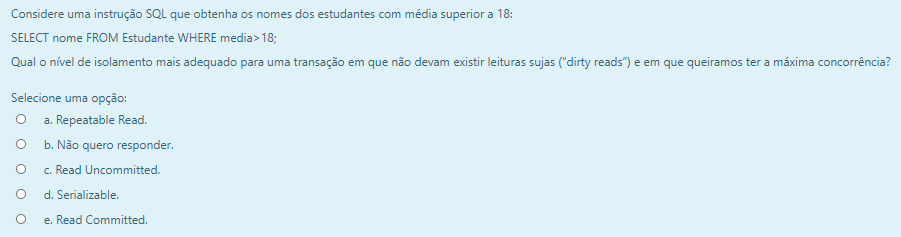 Considere uma instrução SQL que obtenha os nomes dos estudantes com média superior a 18:
SELECT nome FROM Estudante WHERE media>18;
Qual o nível de isolamento mais adequado para uma transação em que não devam existir leituras sujas ("dirty reads") e em que queiramos ter a máxima concorrência?
Selecione uma opção:
a. Repeatable Read.
b. Não quero responder.
c. Read Uncommitted.
d. Serializable.
e. Read Committed.